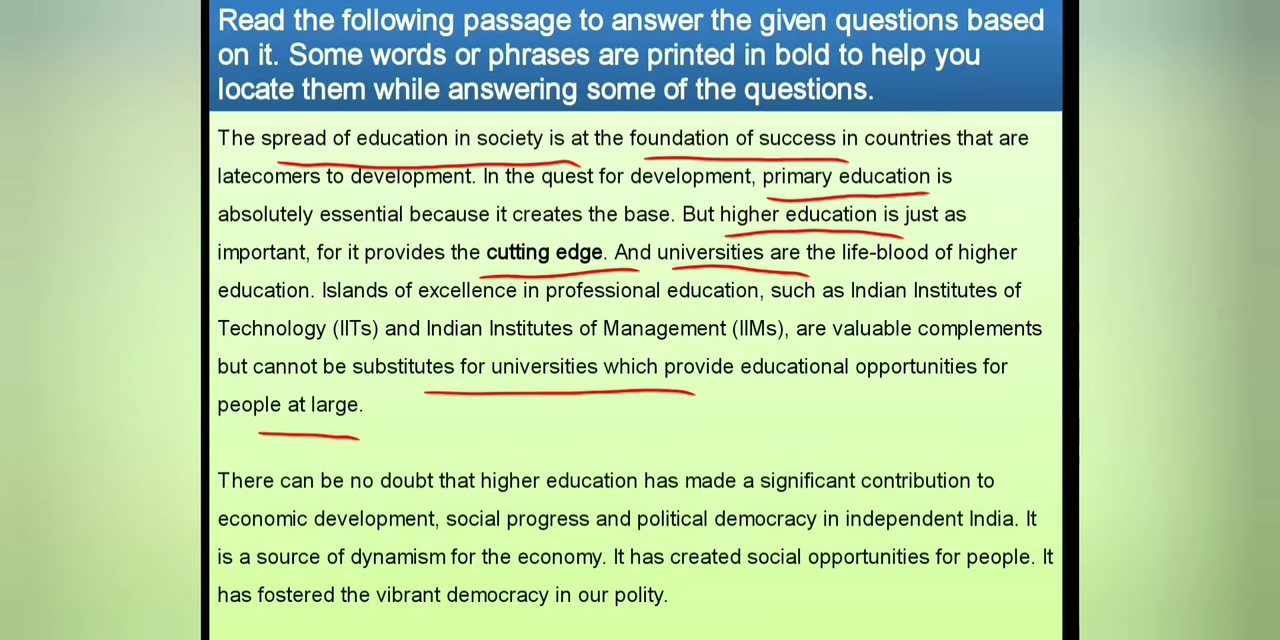 Read the following passage to answer the given questions based
on it. Some words or phrases are printed in bold to help you
locate them while answering some of the questions.
The spread of education in society is at the foundation of success in countries that are
latecomers to development. In the quest for development, primary education is
absolutely essential because it creates the base. But higher education is just as
important, for it provides the cutting edge. And universities are the life-blood of higher
education. Islands of excellence in professional education, such as Indian Institutes of
Technology (IITs) and Indian Institutes of Management (IIMs), are valuable complements
but cannot be substitutes for universities which provide educational opportunities for
people at large.
There can be no doubt that higher education has made a significant contribution to
economic development, social progress and political democracy in independent India. It
is a source of dynamism for the economy. It has created social opportunities for people. It
has fostered the vibrant democracy in our polity.